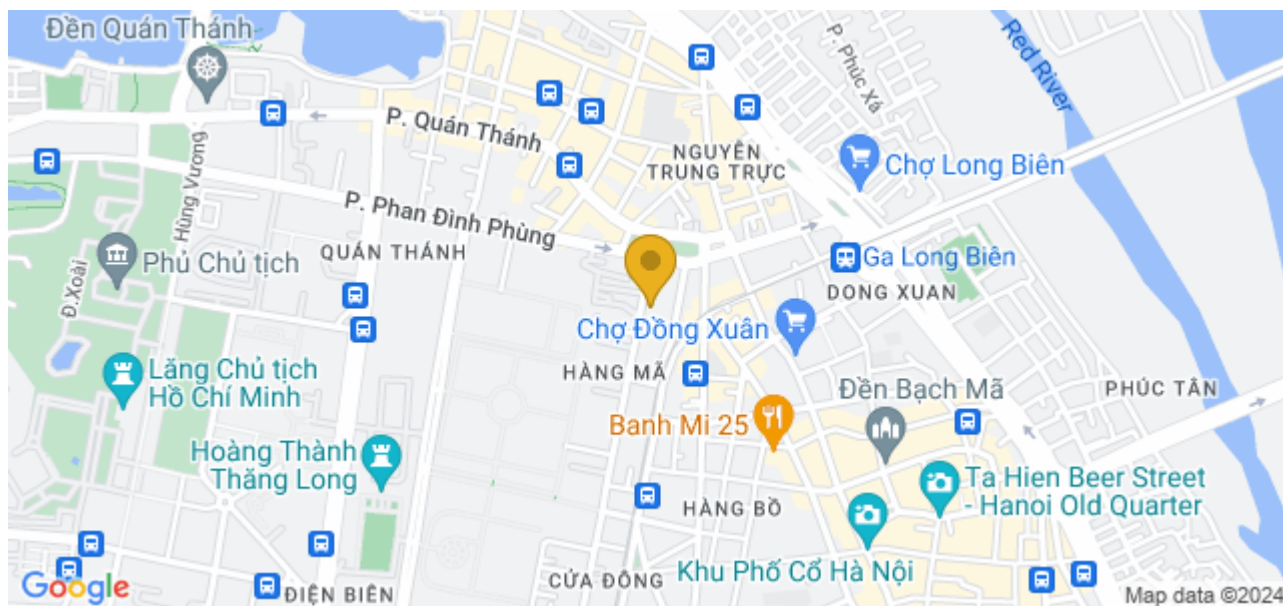 Đền Quán Thánh
P. Phúc Xá
Red River
P. Quán Thánh
NGUYỄN
TRUNG TRỰC
Chợ Long Biên
Hùng Vương
P. Phan Đình Phùng
QUÁN THÁNH
Phủ Chủ tịch
Đ.Xoài
Ga Long Biên
DONG XUAN
Chợ Đồng Xuân
HÀNG MÃ
Lăng Chủ tịch
Hồ Chí Minh
Đền Bạch Mã
PHÚC TÂN
Banh Mi 25
Hoàng Thành
Thăng Long
Ta Hien Beer Street
- Hanoi Old Quarter
HÀNG BỒ
Khu Phố Cổ Hà Nội
CỬA ĐÔNG
ĐIỆN BIÊN
Google
Map data ©2024